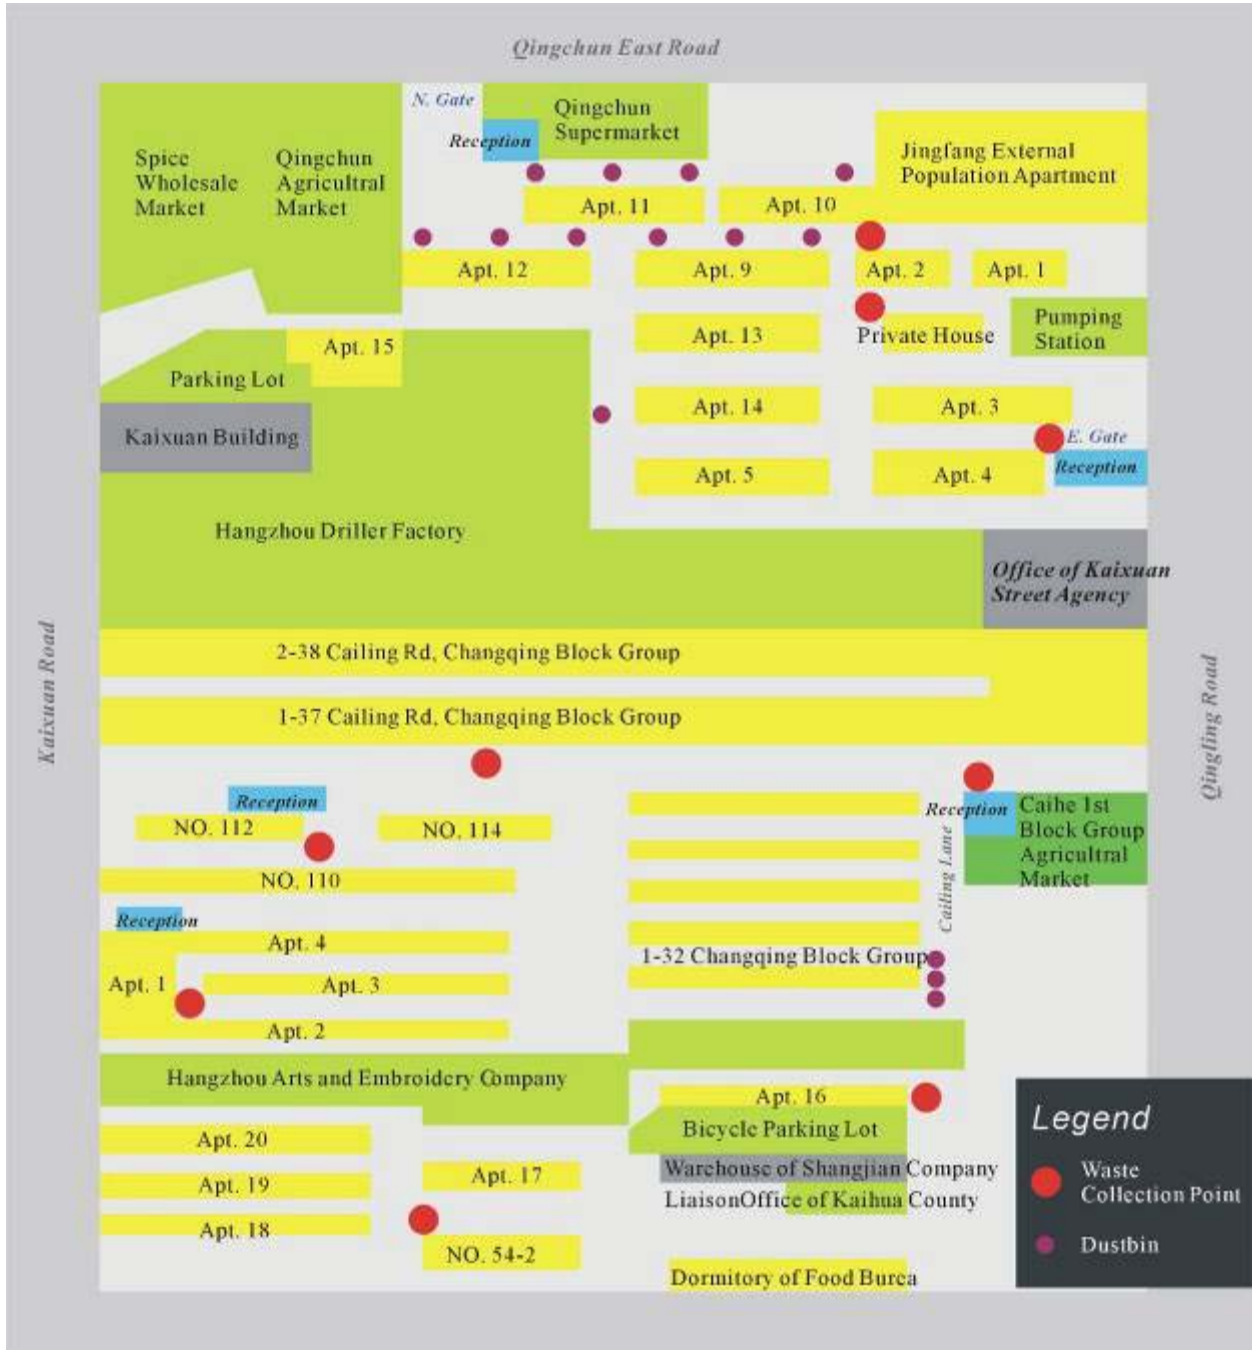 Qingchun East Road
N. Gate
Reception
Qingchun
Supermarket
Spice
Wholesale
Market
Qingchun
Agricultral
Market
Jingfang External
Population Apartment
Apt. 11
Apt. 10
Apt. 12
Apt. 9
Apt. 2
Apt. 1
Pumping
Station
Apt. 15
Apt. 13
Private House
Parking Lot
Apt. 14
Apt. 3
Kaixuan Building
E. Gate
Reception
Apt. 5
Apt. 4
Hangzhou Driller Factory
Office of Kaixuan
Street Agency
Kaixuan Road
Qingling Road
2-38 Cailing Rd, Changqing Block Group
1-37 Cailing Rd, Changqing Block Group
Reception
NO. 112
NO. 114
NO. 110
Reception
Caihe 1st
Block Group
Agricultral
Market
Cailing Lane
Reception
Apt. 4
Apt. 1
Apt. 3
Apt. 2
1-32 Changqing Block Group
Hangzhou Arts and Embroidery Company
Apt. 16
Bicycle Parking Lot
Warehouse of Shangjian Company
LiaisonOffice of Kaihua County
Apt. 20
Apt. 19
Apt. 18
Apt. 17
NO. 54-2
Dormitory of Food Burea
Legend
Waste
Collection Point
Dustbin